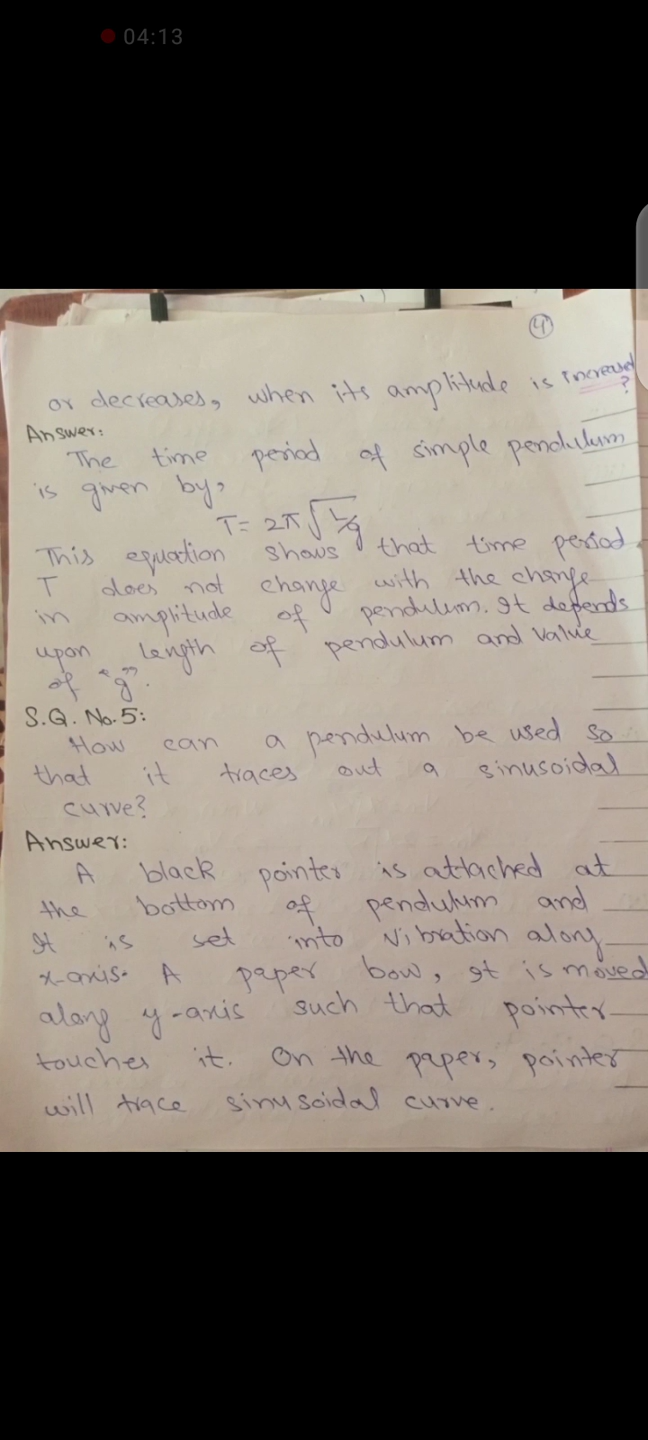 04:13
4
or decreases, when its amplitude is increased?
Answer:
The time period of simple pendulum
is given by,
T = 2π√L/g
This equation shows that time period
T does not change with the change
in amplitude of pendulum. It depends
upon length of pendulum and value
of "g".
S.Q. No.5:
How can a pendulum be used so
that it traces out a sinusoidal
curve?
Answer:
A black pointer is attached at
the bottom of pendulum and
It is set into vibration along
x-axis. A paper bow, It is moved
along y-axis such that pointer
touches it. On the paper, pointer
will trace sinusoidal curve.